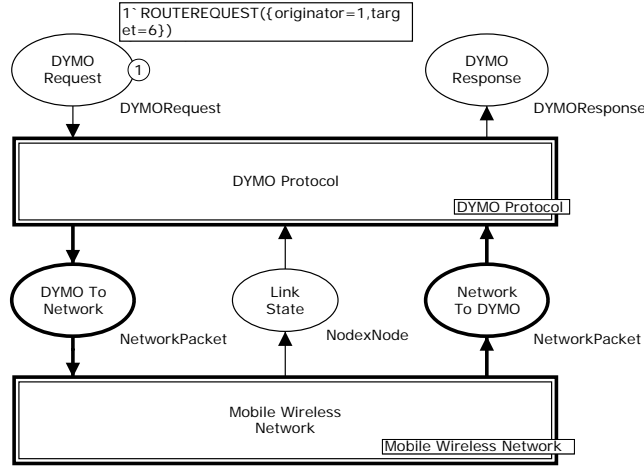 1`ROUTEREQUEST({originator=1,targ
et=6})
DYMO
Request
1
DYMORequest
DYMO
Response
DYMOResponse
DYMO Protocol
DYMO Protocol
DYMO To
Network
NetworkPacket
Link
State
NodexNode
Network
To DYMO
NetworkPacket
Mobile Wireless
Network
Mobile Wireless Network